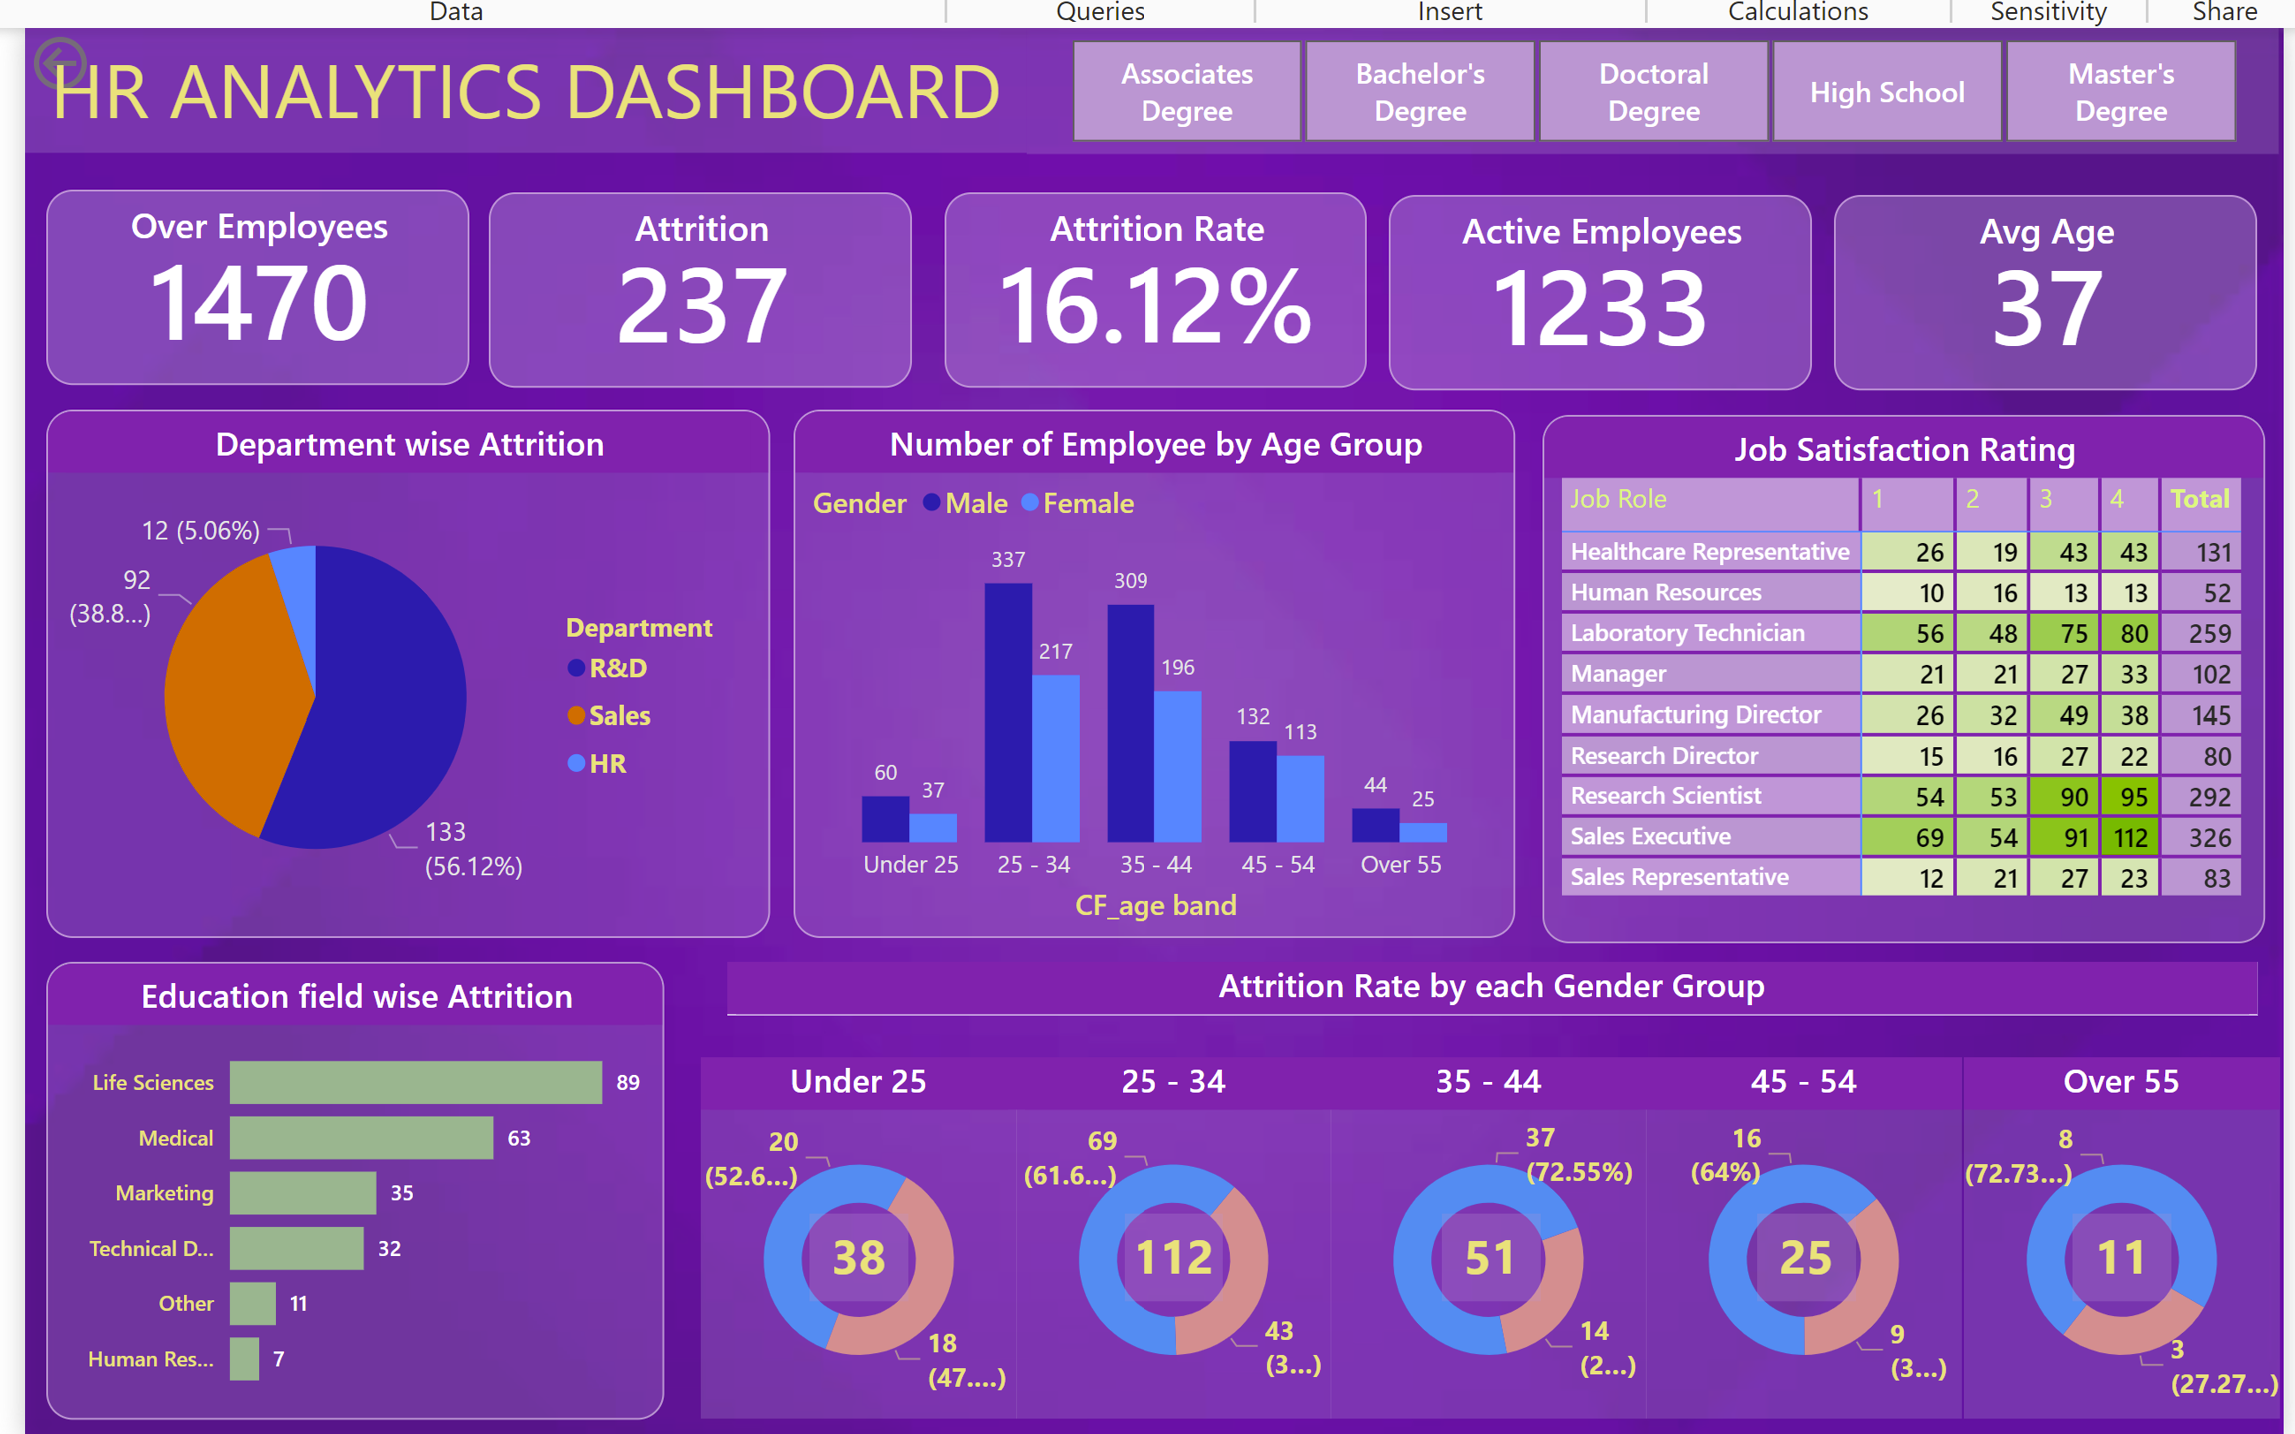 Data Queries Insert Calculations Sensitivity Share
HR ANALYTICS DASHBOARD
Associates
Degree
Bachelor's
Degree
Doctoral
Degree
High School
Master's
Degree
Over Employees
1470
Attrition
237
Attrition Rate
16.12%
Active Employees
1233
Avg Age
37
Department wise Attrition
12 (5.06%)
92
(38.8...)
133
(56.12%)
Department
R&D
Sales
HR
Number of Employee by Age Group
Gender Male Female
337
217
309
196
132
113
60
37
44
25
Under 25 25 - 34 35 - 44 45 - 54 Over 55
CF_age band
Job Satisfaction Rating
Job Role 1 2 3 4 Total
Healthcare Representative 26 19 43 43 131
Human Resources 10 16 13 13 52
Laboratory Technician 56 48 75 80 259
Manager 21 21 27 33 102
Manufacturing Director 26 32 49 38 145
Research Director 15 16 27 22 80
Research Scientist 54 53 90 95 292
Sales Executive 69 54 91 112 326
Sales Representative 12 21 27 23 83
Education field wise Attrition
Life Sciences 89
Medical 63
Marketing 35
Technical D... 32
Other 11
Human Res... 7
Attrition Rate by each Gender Group
Under 25
20
(52.6...)
38
18
(47....)
25 - 34
69
(61.6...)
112
43
(3...)
35 - 44
37
(72.55%)
51
14
(2...)
45 - 54
16
(64%)
25
9
(3...)
Over 55
8
(72.73...)
11
3
(27.27...)